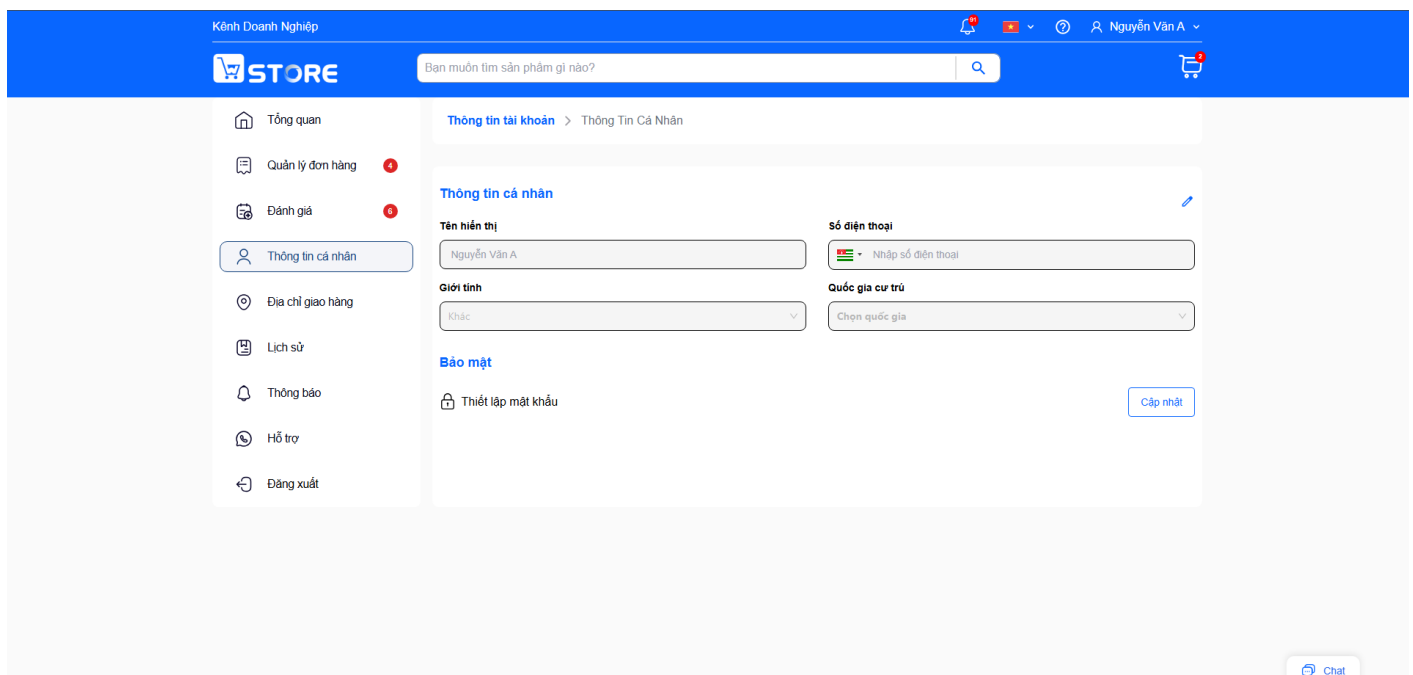 Kênh Doanh Nghiệp
91
Nguyễn Văn A
STORE
Bạn muốn tìm sản phẩm gì nào?
2
Tổng quan
Quản lý đơn hàng 4
Đánh giá 6
Thông tin cá nhân
Địa chỉ giao hàng
Lịch sử
Thông báo
Hỗ trợ
Đăng xuất
Thông tin tài khoản > Thông Tin Cá Nhân
Thông tin cá nhân
Tên hiển thị
Nguyễn Văn A
Số điện thoại
Nhập số điện thoại
Giới tính
Khác
Quốc gia cư trú
Chọn quốc gia
Bảo mật
Thiết lập mật khẩu
Cập nhật
Chat